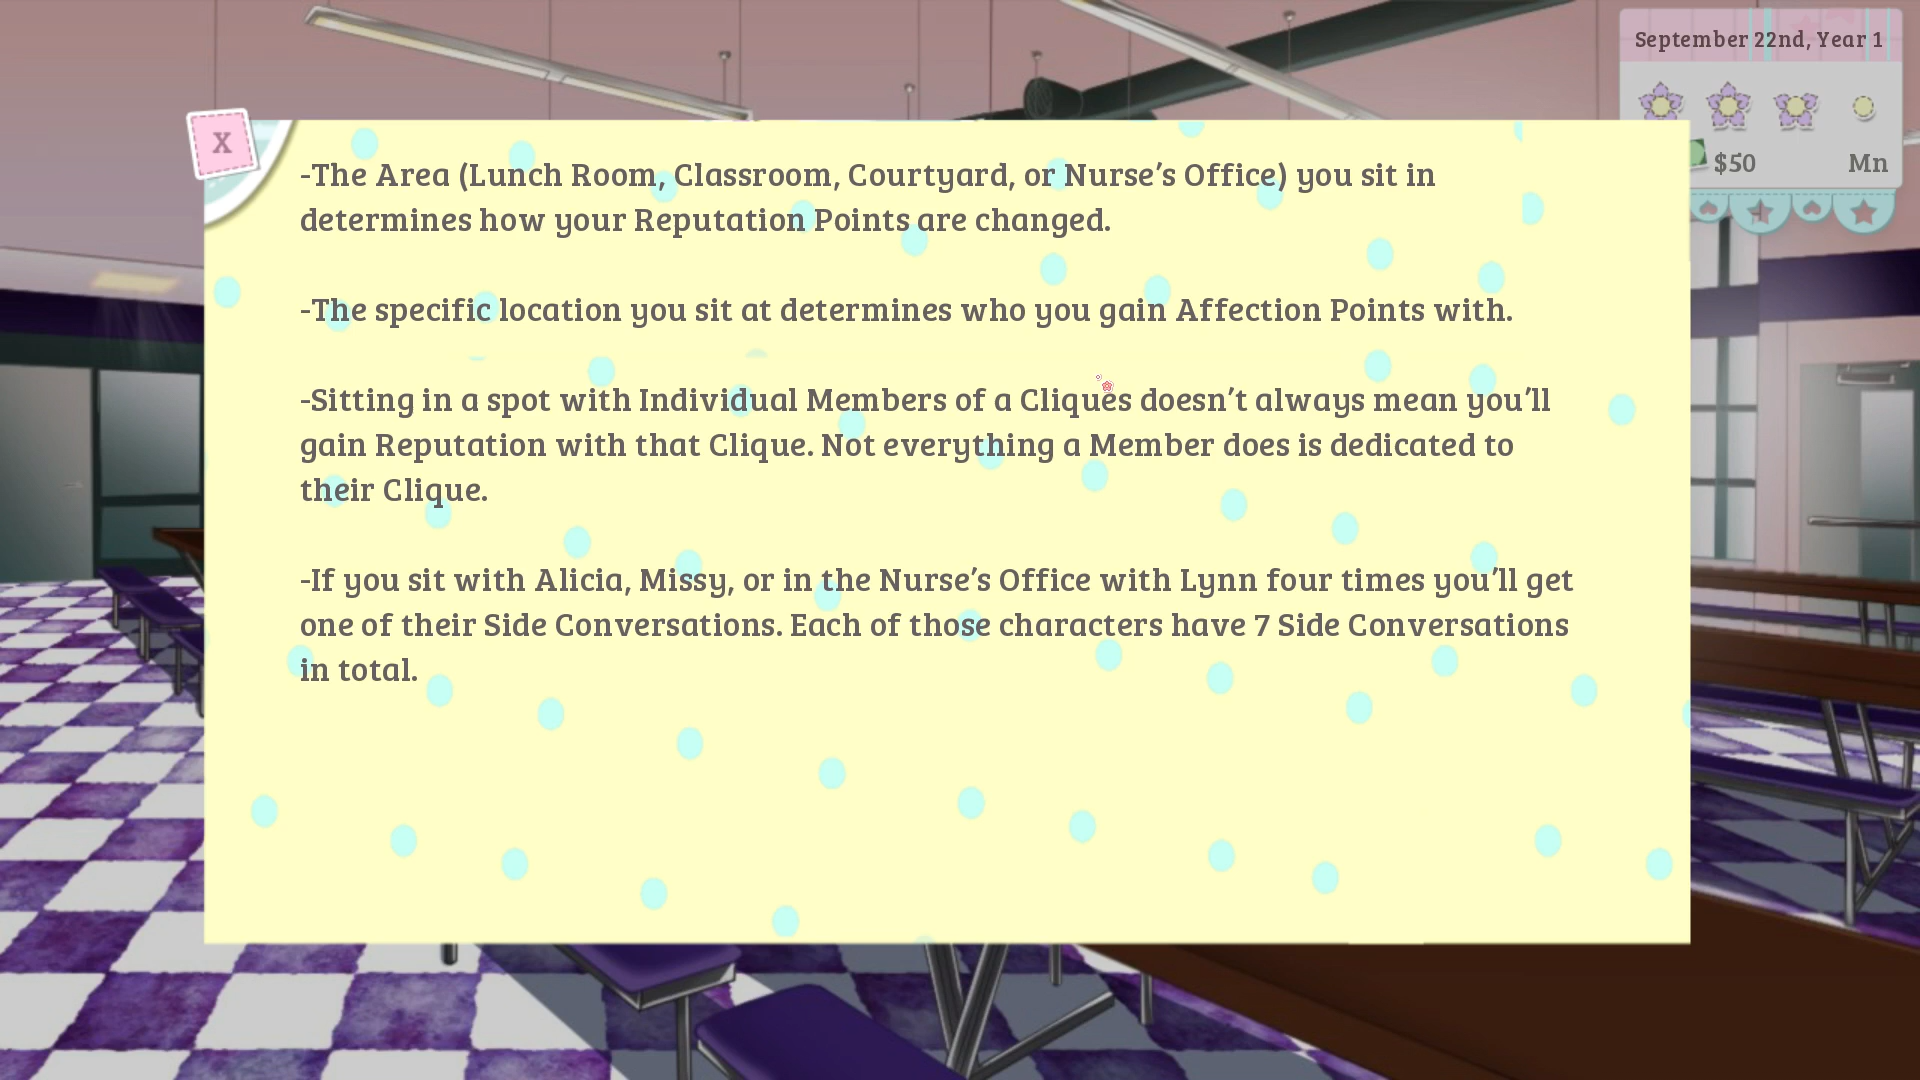 September 22nd, Year 1
$50 Mn
X
-The Area (Lunch Room, Classroom, Courtyard, or Nurse’s Office) you sit in
determines how your Reputation Points are changed.
-The specific location you sit at determines who you gain Affection Points with.
-Sitting in a spot with Individual Members of a Cliques doesn’t always mean you’ll
gain Reputation with that Clique. Not everything a Member does is dedicated to
their Clique.
-If you sit with Alicia, Missy, or in the Nurse’s Office with Lynn four times you’ll get
one of their Side Conversations. Each of those characters have 7 Side Conversations
in total.